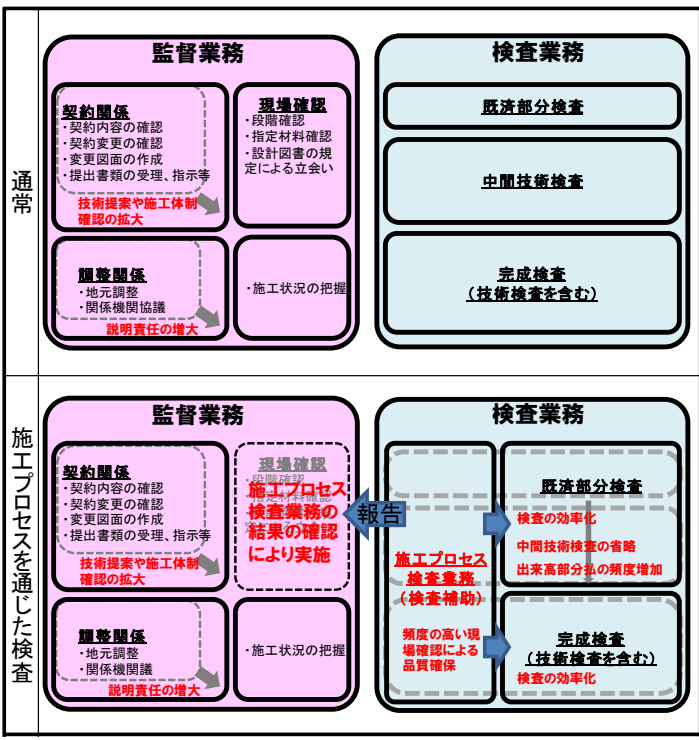 通常
監督業務
契約関係
・契約内容の確認
・契約変更の確認
・変更図面の作成
・提出書類の受理、指示等
技術提案や施工体制
確認の拡大
現場確認
・段階確認
・指定材料確認
・設計図書の規
定による立会い
調整関係
・地元調整
・関係機関協議
説明責任の増大
・施工状況の把握
検査業務
既済部分検査
中間技術検査
完成検査
（技術検査を含む）
施工プロセスを通じた検査
監督業務
契約関係
・契約内容の確認
・契約変更の確認
・変更図面の作成
・提出書類の受理、指示等
技術提案や施工体制
確認の拡大
現場確認
施工プロセス
検査業務の
結果の確認
により実施
調整関係
・地元調整
・関係機関議
説明責任の増大
・施工状況の把握
報告
検査業務
施工プロセス
検査業務
（検査補助）
頻度の高い現
場確認による
品質確保
既済部分検査
検査の効率化
中間技術検査の省略
出来高部分払の頻度増加
完成検査
（技術検査を含む）
検査の効率化